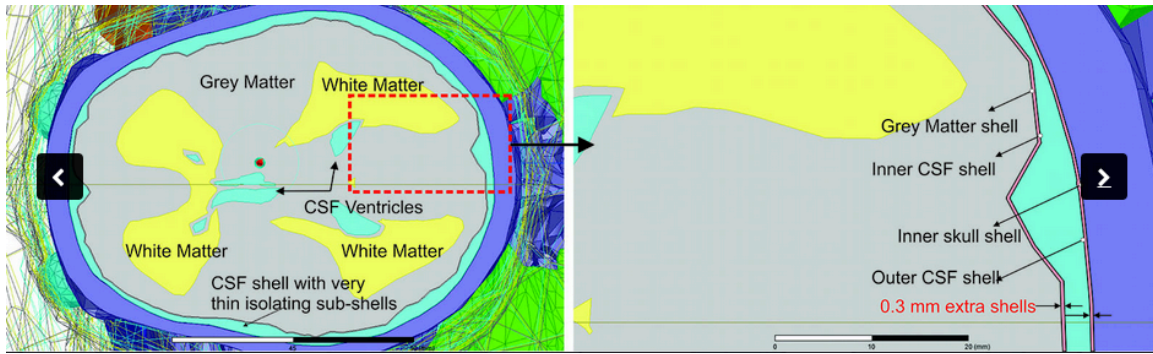 Grey Matter
White Matter
CSF Ventricles
White Matter
White Matter
CSF shell with very
thin isolating sub-shells
Grey Matter shell
Inner CSF shell
Inner skull shell
Outer CSF shell
0.3 mm extra shells
0
10
20 (mm)